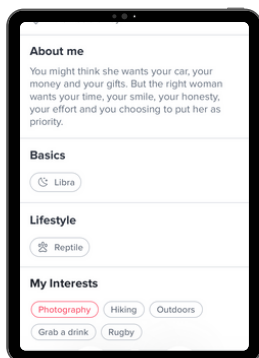 About me
You might think she wants your car, your
money and your gifts. But the right woman
wants your time, your smile, your honesty,
your effort and you choosing to put her as
priority.
Basics
Libra
Lifestyle
Reptile
My Interests
Photography Hiking Outdoors
Grab a drink Rugby